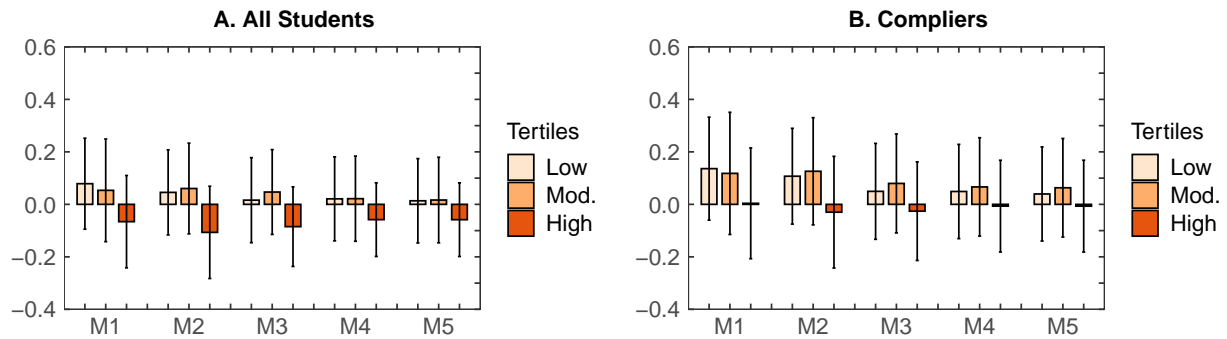 A. All Students
0.6
0.4
0.2
0.0
−0.2
−0.4
M1 M2 M3 M4 M5
Tertiles
Low
Mod.
High
B. Compliers
0.6
0.4
0.2
0.0
−0.2
−0.4
M1 M2 M3 M4 M5
Tertiles
Low
Mod.
High